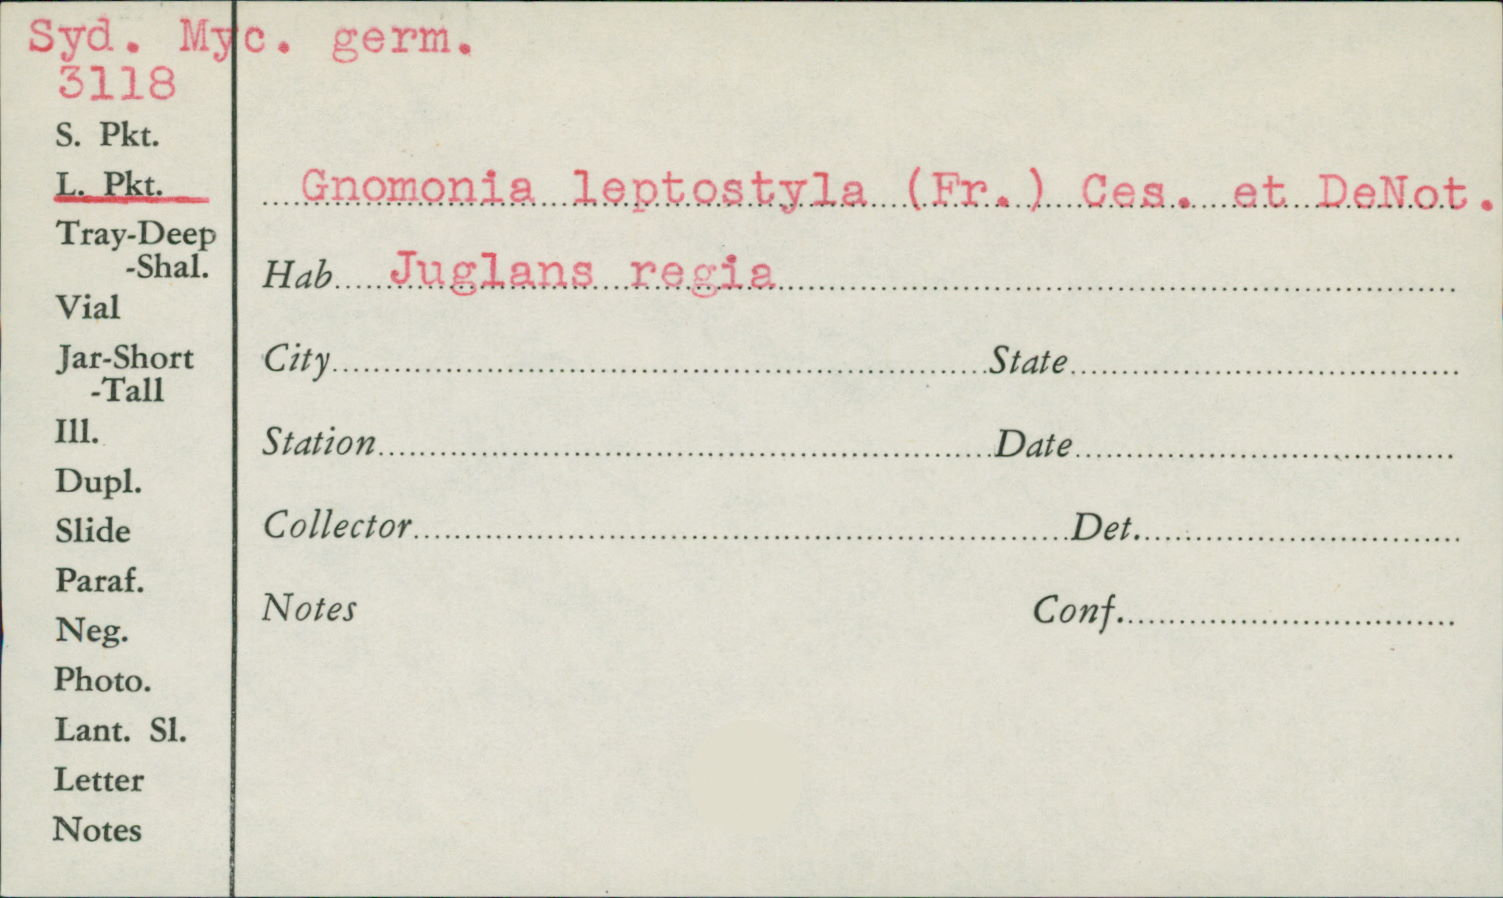 Syd. Myc. germ.
3118
S. Pkt.
L. Pkt.
Tray-Deep
-Shal.
Vial
Jar-Short
-Tall
Ill.
Dupl.
Slide
Paraf.
Neg.
Photo.
Lant. Sl.
Letter
Notes
Gnomonia leptostyla (Fr.) Ces. et DeNot.
Hab. Juglans regia
City State
Station Date
Collector Det.
Notes Conf.